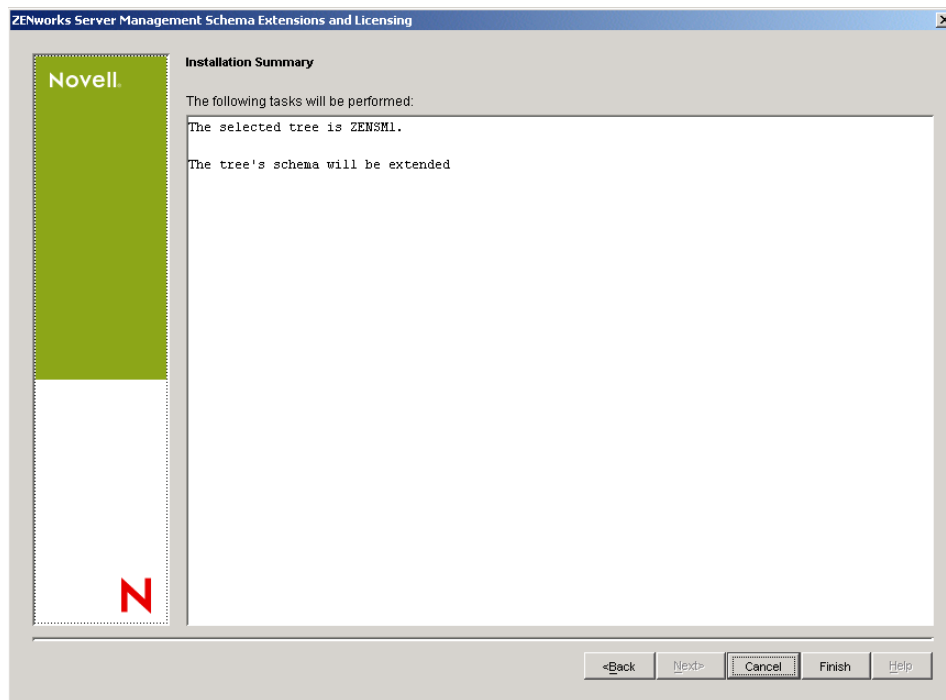 ZENworks Server Management Schema Extensions and Licensing
Novell.
Installation Summary
The following tasks will be performed:
The selected tree is ZENSM1.
The tree's schema will be extended
N
<Back Next> Cancel Finish Help